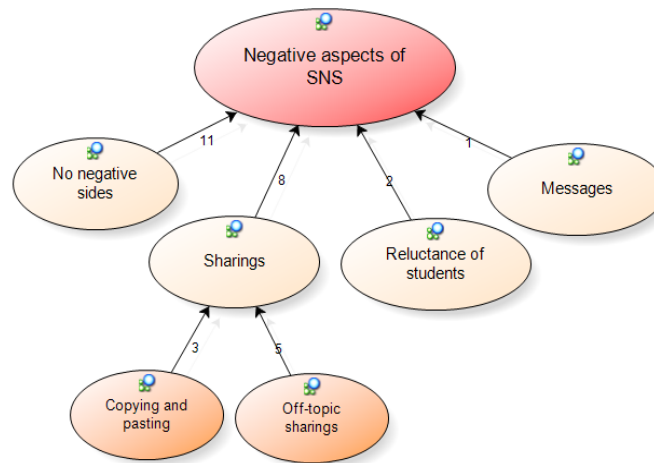 Negative aspects of
SNS
11
8
2
1
No negative
sides
Messages
Sharings
Reluctance of
students
3
5
Copying and
pasting
Off-topic
sharings